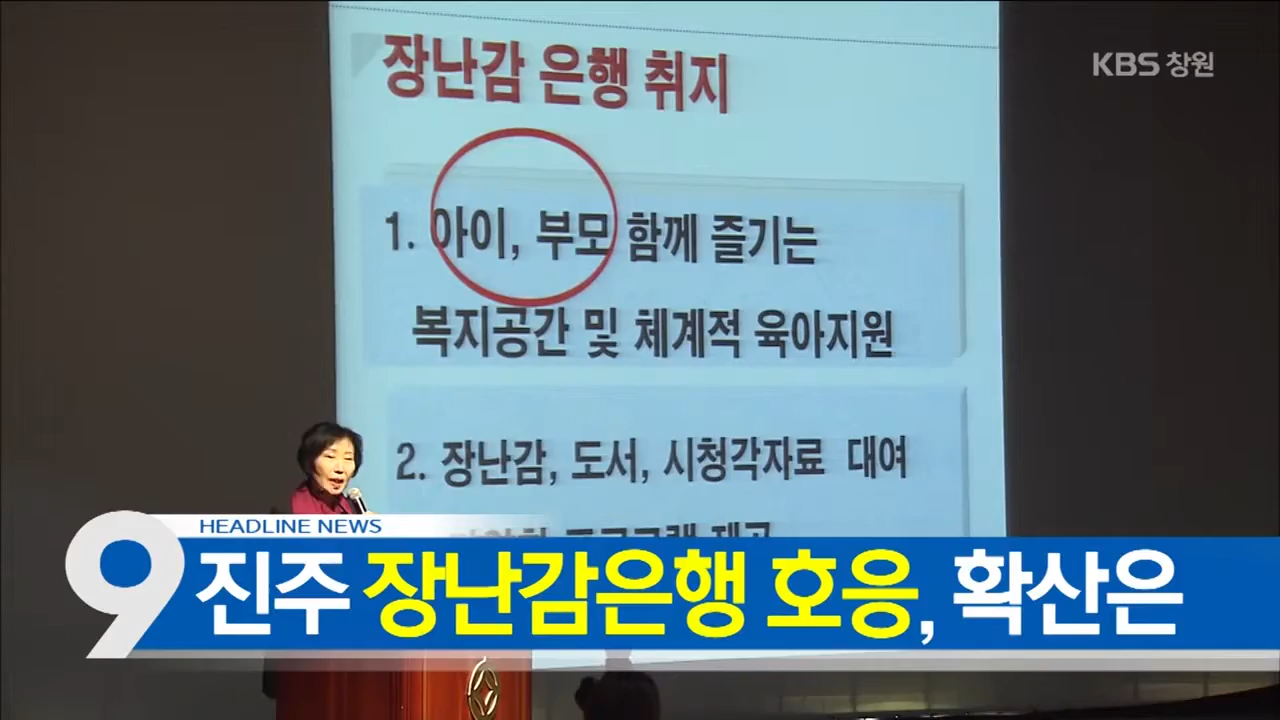 KBS 창원
장난감 은행 취지
1. 아이, 부모 함께 즐기는
복지공간 및 체계적 육아지원
2. 장난감, 도서, 시청각자료 대여
HEADLINE NEWS
9 진주 장난감은행 호응, 확산은